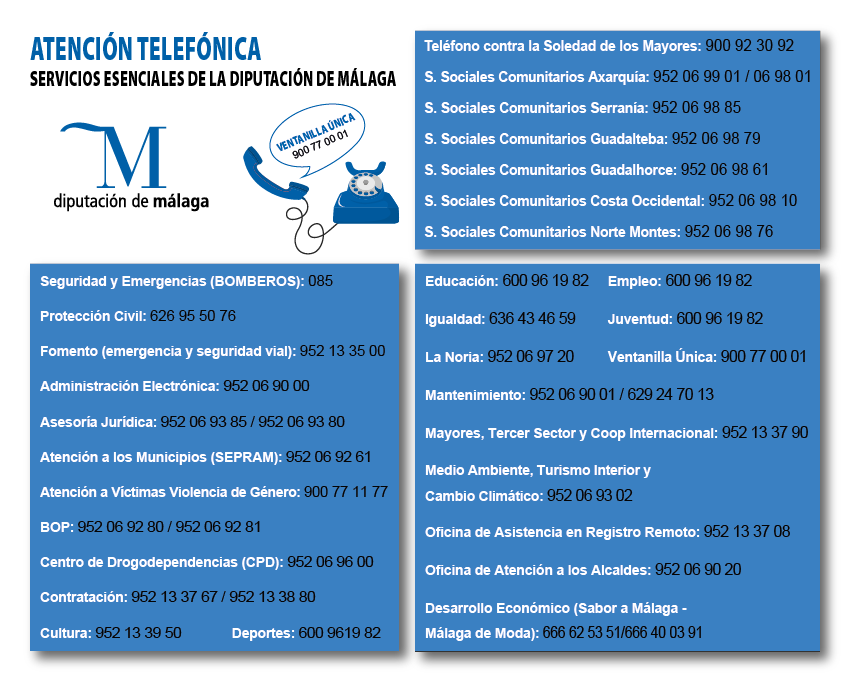 ATENCIÓN TELEFÓNICA
SERVICIOS ESENCIALES DE LA DIPUTACIÓN DE MÁLAGA
VENTANILLA ÚNICA
900 77 00 01
M
diputación de málaga
Teléfono contra la Soledad de los Mayores: 900 92 30 92
S. Sociales Comunitarios Axarquía: 952 06 99 01 / 06 98 01
S. Sociales Comunitarios Serranía: 952 06 98 85
S. Sociales Comunitarios Guadalteba: 952 06 98 79
S. Sociales Comunitarios Guadalhorce: 952 06 98 61
S. Sociales Comunitarios Costa Occidental: 952 06 98 10
S. Sociales Comunitarios Norte Montes: 952 06 98 76
Seguridad y Emergencias (BOMBEROS): 085
Protección Civil: 626 95 50 76
Fomento (emergencia y seguridad vial): 952 13 35 00
Administración Electrónica: 952 06 90 00
Asesoría Jurídica: 952 06 93 85 / 952 06 93 80
Atención a los Municipios (SEPRAM): 952 06 92 61
Atención a Víctimas Violencia de Género: 900 77 11 77
BOP: 952 06 92 80 / 952 06 92 81
Centro de Drogodependencias (CPD): 952 06 96 00
Contratación: 952 13 37 67 / 952 13 38 80
Cultura: 952 13 39 50 Deportes: 600 9619 82
Educación: 600 96 19 82 Empleo: 600 96 19 82
Igualdad: 636 43 46 59 Juventud: 600 96 19 82
La Noria: 952 06 97 20 Ventanilla Única: 900 77 00 01
Mantenimiento: 952 06 90 01 / 629 24 70 13
Mayores, Tercer Sector y Coop Internacional: 952 13 37 90
Medio Ambiente, Turismo Interior y
Cambio Climático: 952 06 93 02
Oficina de Asistencia en Registro Remoto: 952 13 37 08
Oficina de Atención a los Alcaldes: 952 06 90 20
Desarrollo Económico (Sabor a Málaga -
Málaga de Moda): 666 62 53 51/666 40 03 91